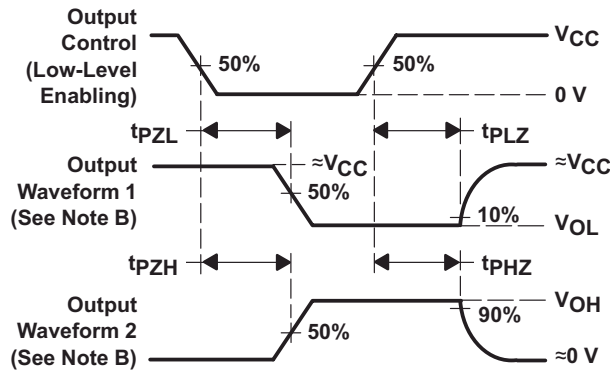 Output
Control
(Low-Level
Enabling)
50%
50%
VCC
0 V
tPZL
tPLZ
Output
Waveform 1
(See Note B)
≈VCC
50%
≈VCC
10%
VOL
tPZH
tPHZ
Output
Waveform 2
(See Note B)
50%
VOH
90%
≈0 V